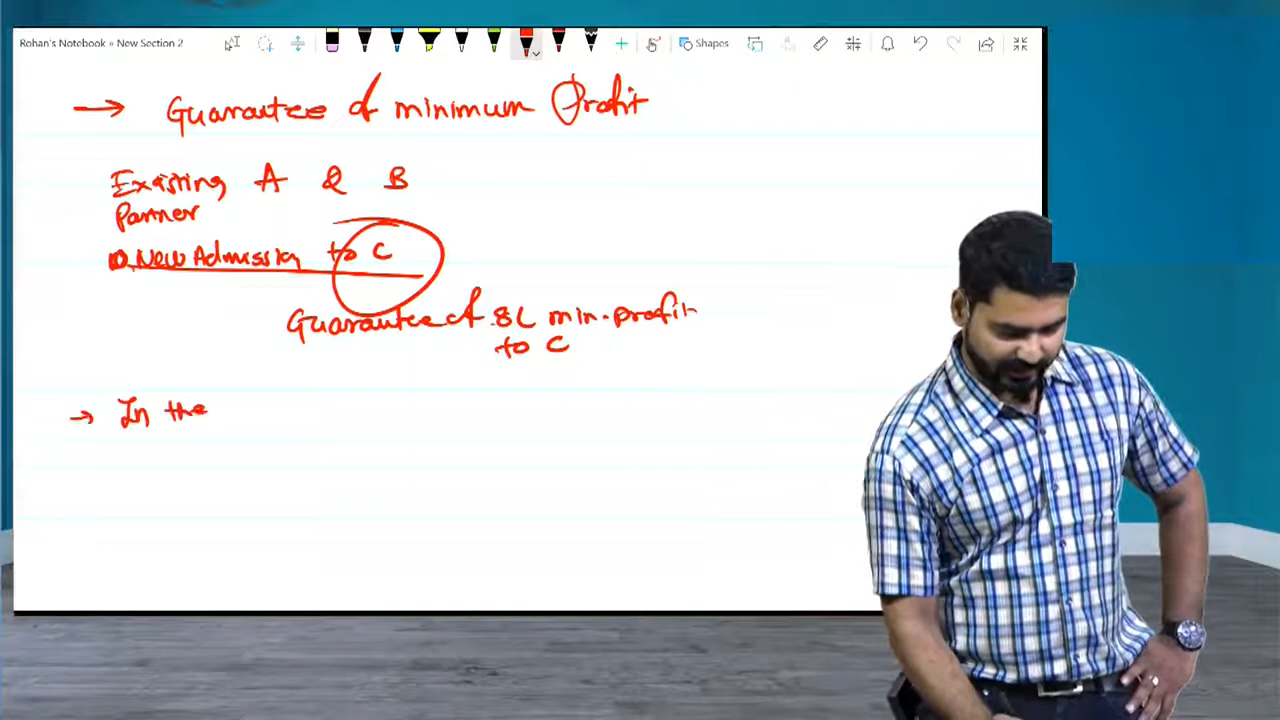 Rohan's Notebook » New Section 2
Shapes
→ Guarantee of minimum Profit
Existing A & B
Partner
New Admission to C
Guarantee of 8L min. profit
to C
→ In the